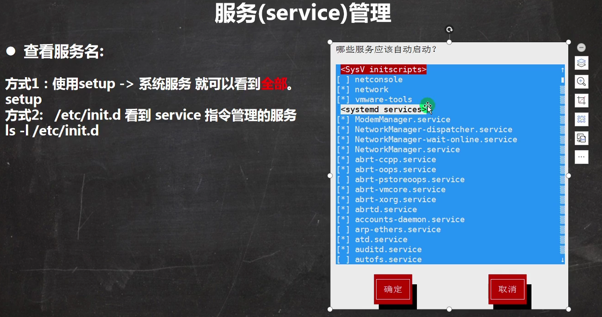 服务(service)管理
● 查看服务名:
方式1：使用setup -> 系统服务 就可以看到全部。
setup
方式2: /etc/init.d 看到 service 指令管理的服务
ls -l /etc/init.d
哪些服务应该自动启动？
<SysV initscripts>
[ ] netconsole
[*] network
[*] vmware-tools
<systemd services>
[*] ModemManager.service
[*] NetworkManager-dispatcher.service
[*] NetworkManager-wait-online.service
[*] NetworkManager.service
[*] abrt-ccpp.service
[*] abrt-oops.service
[ ] abrt-pstoreoops.service
[*] abrt-vmcore.service
[*] abrt-xorg.service
[*] abrtd.service
[*] accounts-daemon.service
[ ] arp-ethers.service
[*] atd.service
[*] auditd.service
[ ] autofs.service
确定 取消